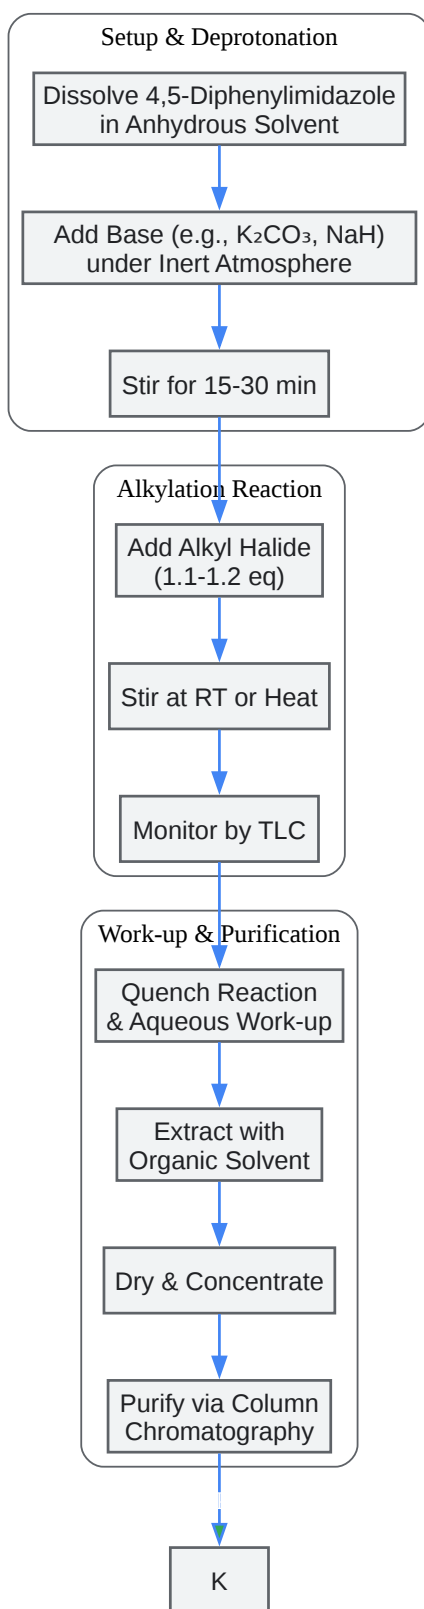 Setup & Deprotonation
Dissolve 4,5-Diphenylimidazole
in Anhydrous Solvent
Add Base (e.g., K₂CO₃, NaH)
under Inert Atmosphere
Stir for 15-30 min
Alkylation Reaction
Add Alkyl Halide
(1.1-1.2 eq)
Stir at RT or Heat
Monitor by TLC
Work-up & Purification
Quench Reaction
& Aqueous Work-up
Extract with
Organic Solvent
Dry & Concentrate
Purify via Column
Chromatography
K